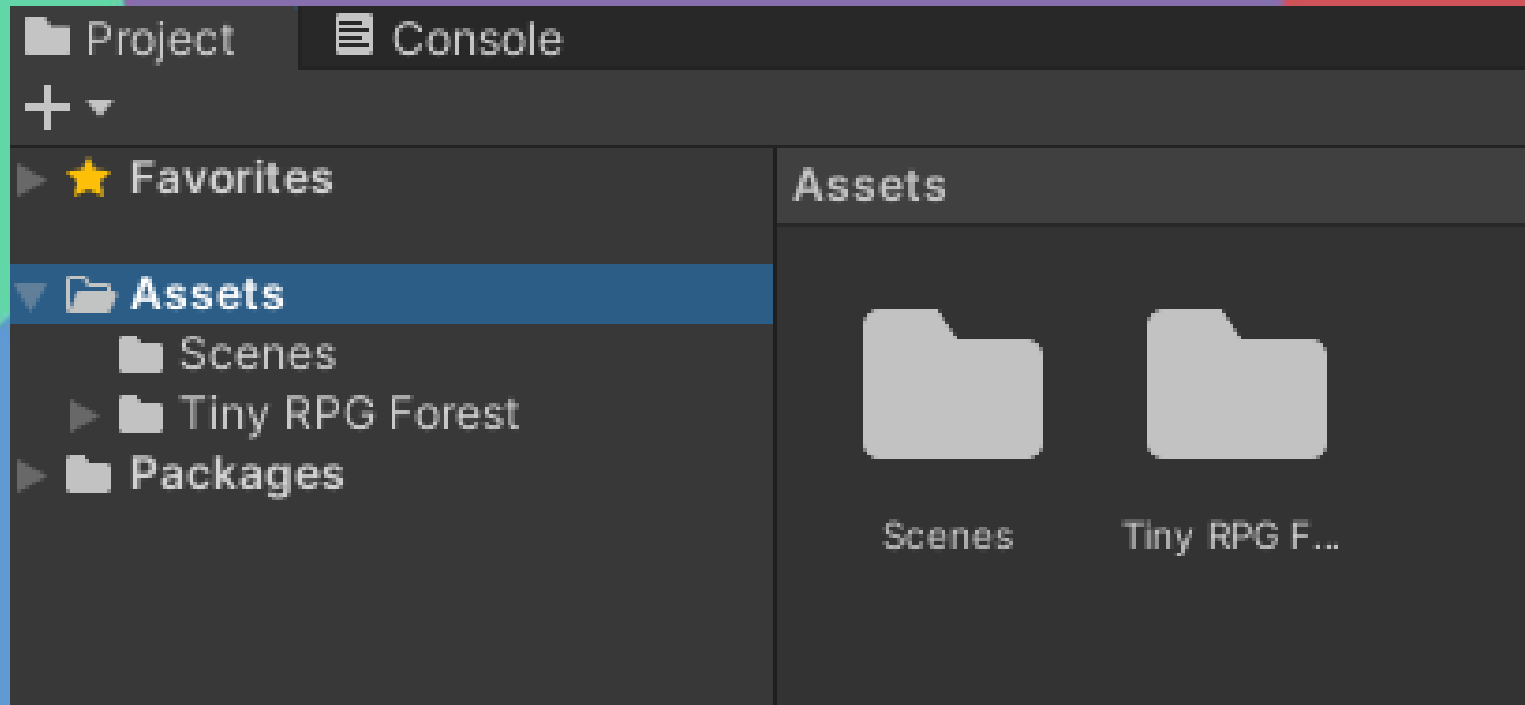 Project Console
Favorites
Assets
Scenes
Tiny RPG Forest
Packages
Assets
Scenes Tiny RPG F...